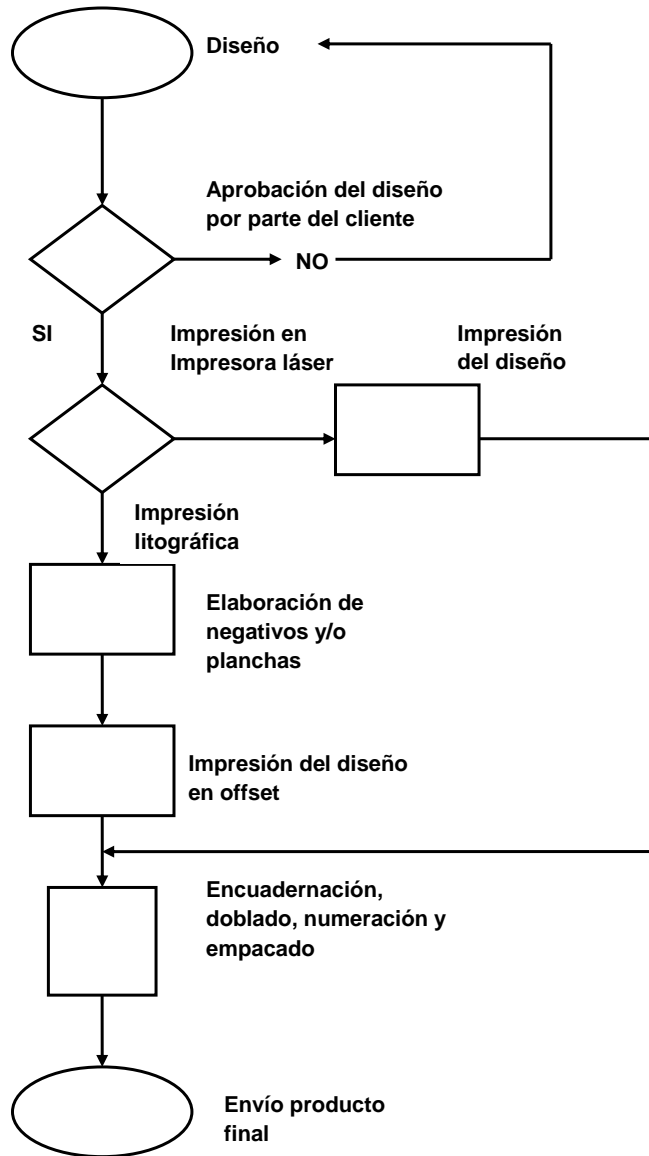 Diseño
Aprobación del diseño
por parte del cliente
NO
SI
Impresión en
Impresora láser
Impresión
del diseño
Impresión
litográfica
Elaboración de
negativos y/o
planchas
Impresión del diseño
en offset
Encuadernación,
doblado, numeración y
empacado
Envío producto
final